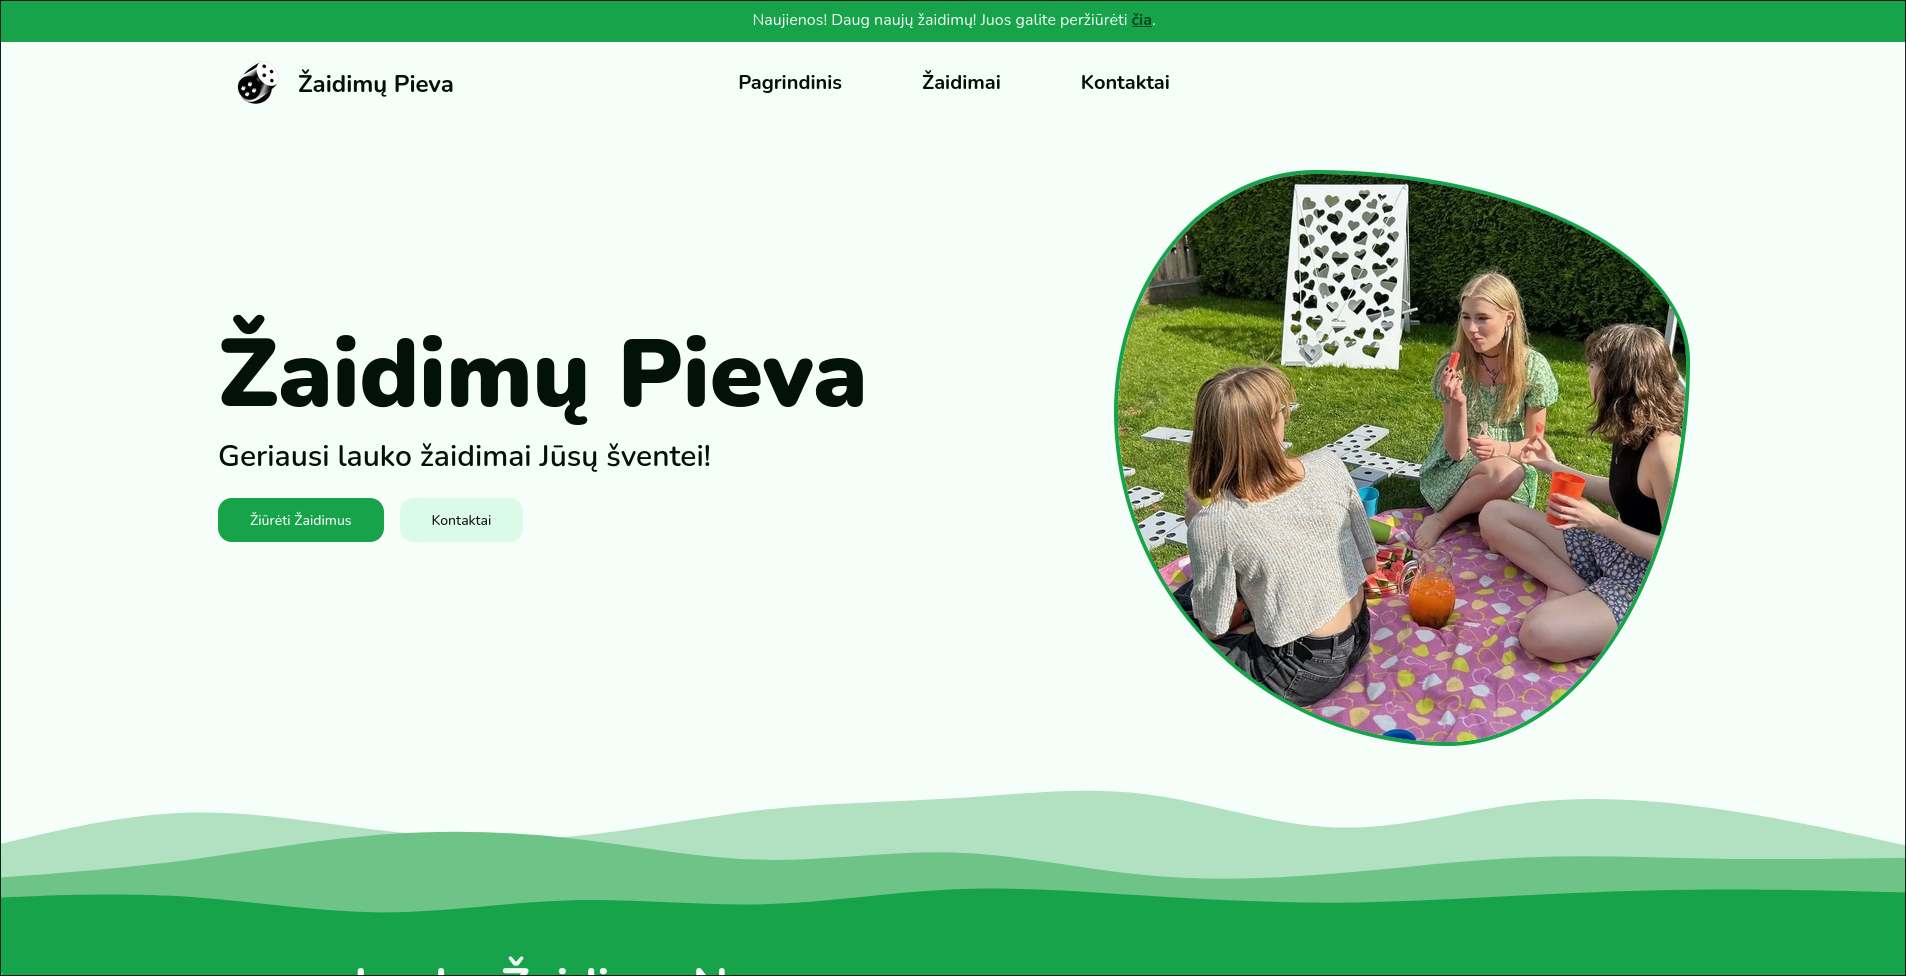 Naujienos! Daug naujų žaidimų! Juos galite peržiūrėti čia.
Žaidimų Pieva
Pagrindinis
Žaidimai
Kontaktai
Žaidimų Pieva
Geriausi lauko žaidimai Jūsų šventei!
Žiūrėti Žaidimus
Kontaktai